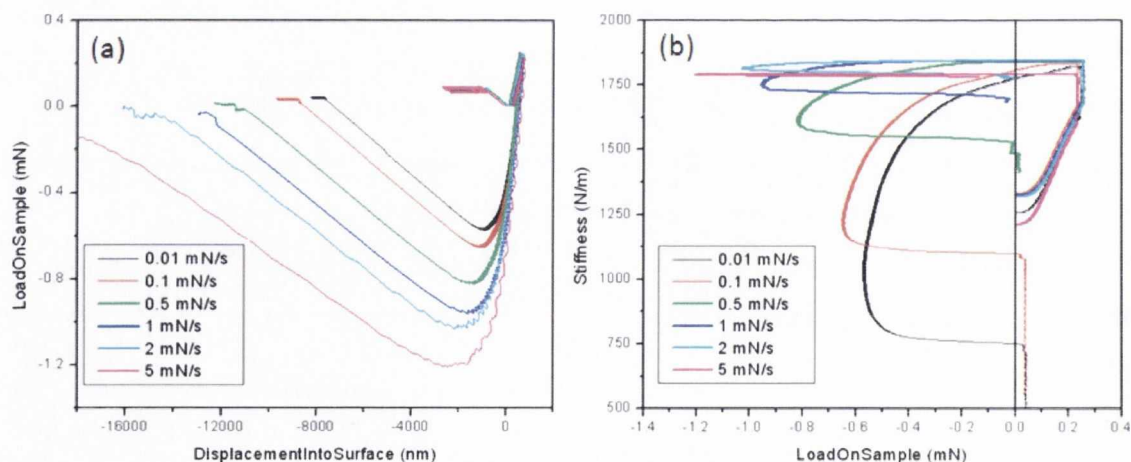 (a)
0.4
0.0
-0.4
-0.8
-1.2
LoadOnSample (mN)
0.01 mN/s
0.1 mN/s
0.5 mN/s
1 mN/s
2 mN/s
5 mN/s
-16000 -12000 -8000 -4000 0
DisplacementIntoSurface (nm)
(b)
2000
1750
1500
1250
1000
750
500
Stiffness (N/m)
0.01 mN/s
0.1 mN/s
0.5 mN/s
1 mN/s
2 mN/s
5 mN/s
-1.4 -1.2 -1.0 -0.8 -0.6 -0.4 -0.2 0.0 0.2 0.4
LoadOnSample (mN)